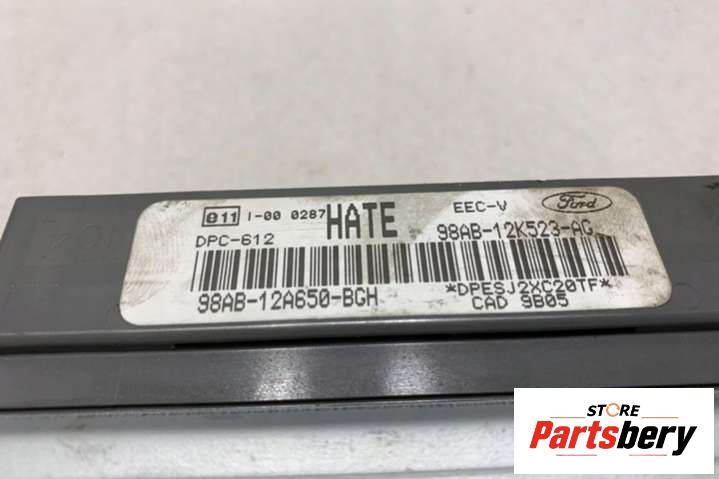 e11 I-00 0287 HATE EEC-V Ford
DPC-612 98AB-12K523-AG
98AB-12A650-BGH *DPESJ2XC20TF*
CAD 9B05
STORE
Partsbery